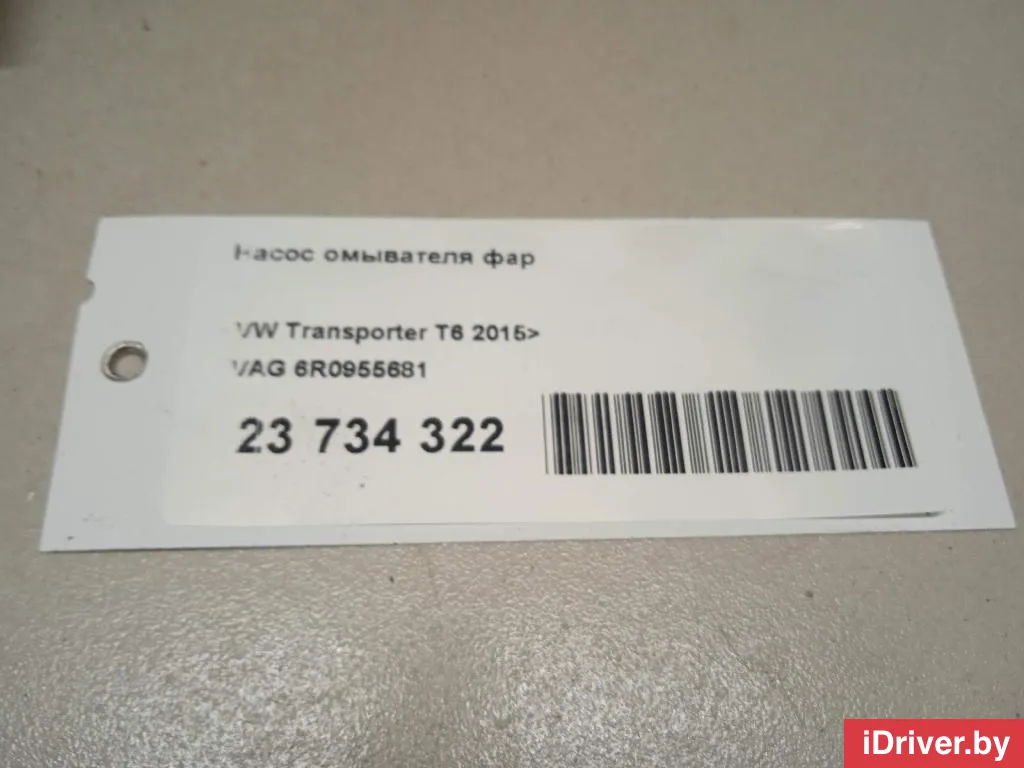 Насос омывателя фар
VW Transporter T6 2015>
VAG 6R0955681
23 734 322
iDriver.by